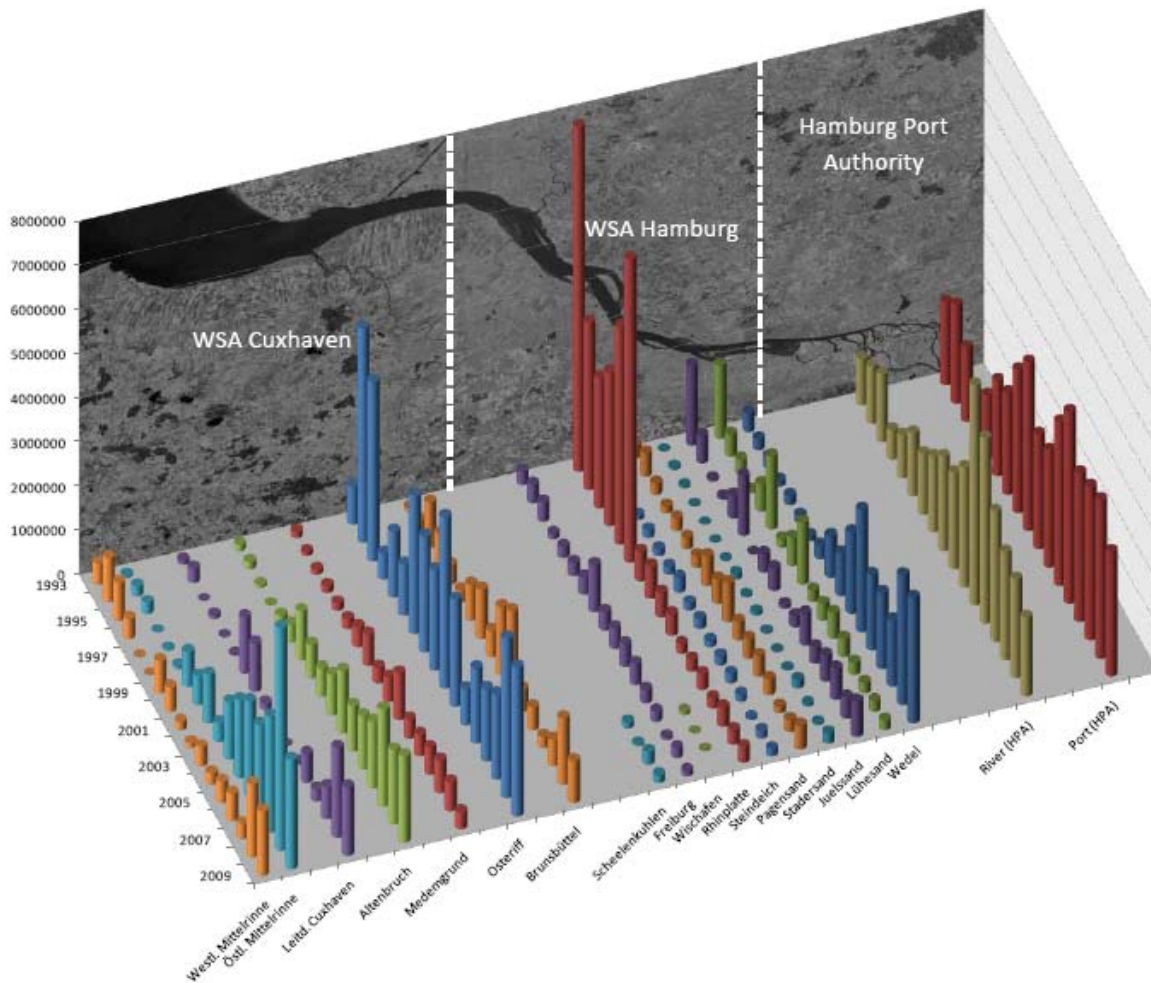 Hamburg Port
Authority
WSA Hamburg
WSA Cuxhaven
8000000
7000000
6000000
5000000
4000000
3000000
2000000
1000000
0
1993
1995
1997
1999
2001
2003
2005
2007
2009
Westl. Mittelrinne
Östl. Mittelrinne
Leitd. Cuxhaven
Altenbruch
Medemgrund
Osteriff
Brunsbüttel
Scheelenkuhlen
Freiburg
Wischafen
Rhinplatte
Steindeich
Pagensand
Stadersand
Juelssand
Lühesand
Wedel
River (HPA)
Port (HPA)